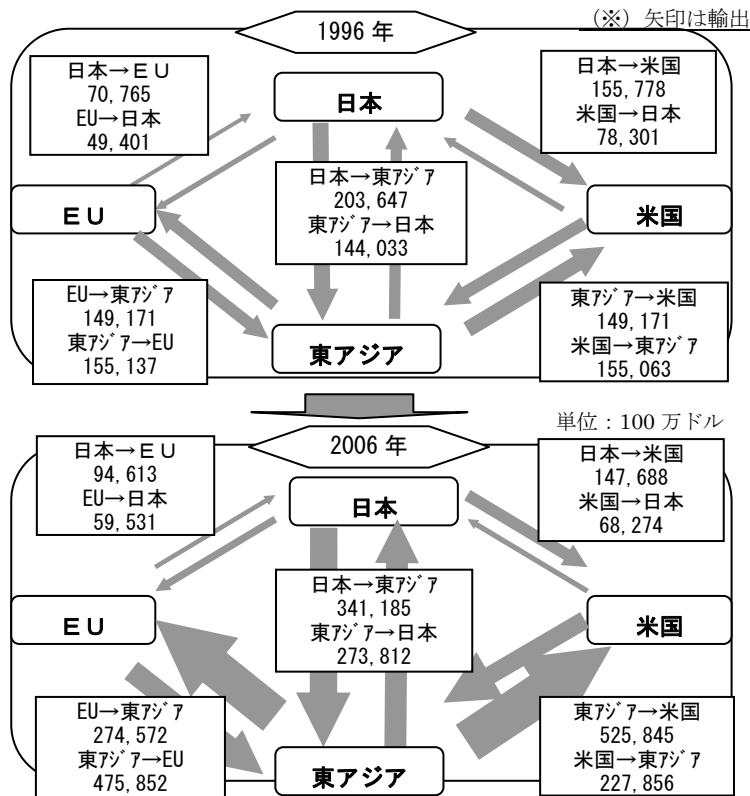 (※) 矢印は輸出
1996 年
日本→ＥＵ
70,765
EU→日本
49,401
日本
日本→米国
155,778
米国→日本
78,301
ＥＵ
日本→東ｱｼﾞｱ
203,647
東ｱｼﾞｱ→日本
144,033
米国
EU→東ｱｼﾞｱ
149,171
東ｱｼﾞｱ→EU
155,137
東アジア
東ｱｼﾞｱ→米国
149,171
米国→東ｱｼﾞｱ
155,063
単位：100 万ドル
2006 年
日本→ＥＵ
94,613
EU→日本
59,531
日本
日本→米国
147,688
米国→日本
68,274
ＥＵ
日本→東ｱｼﾞｱ
341,185
東ｱｼﾞｱ→日本
273,812
米国
EU→東ｱｼﾞｱ
274,572
東ｱｼﾞｱ→EU
475,852
東アジア
東ｱｼﾞｱ→米国
525,845
米国→東ｱｼﾞｱ
227,856